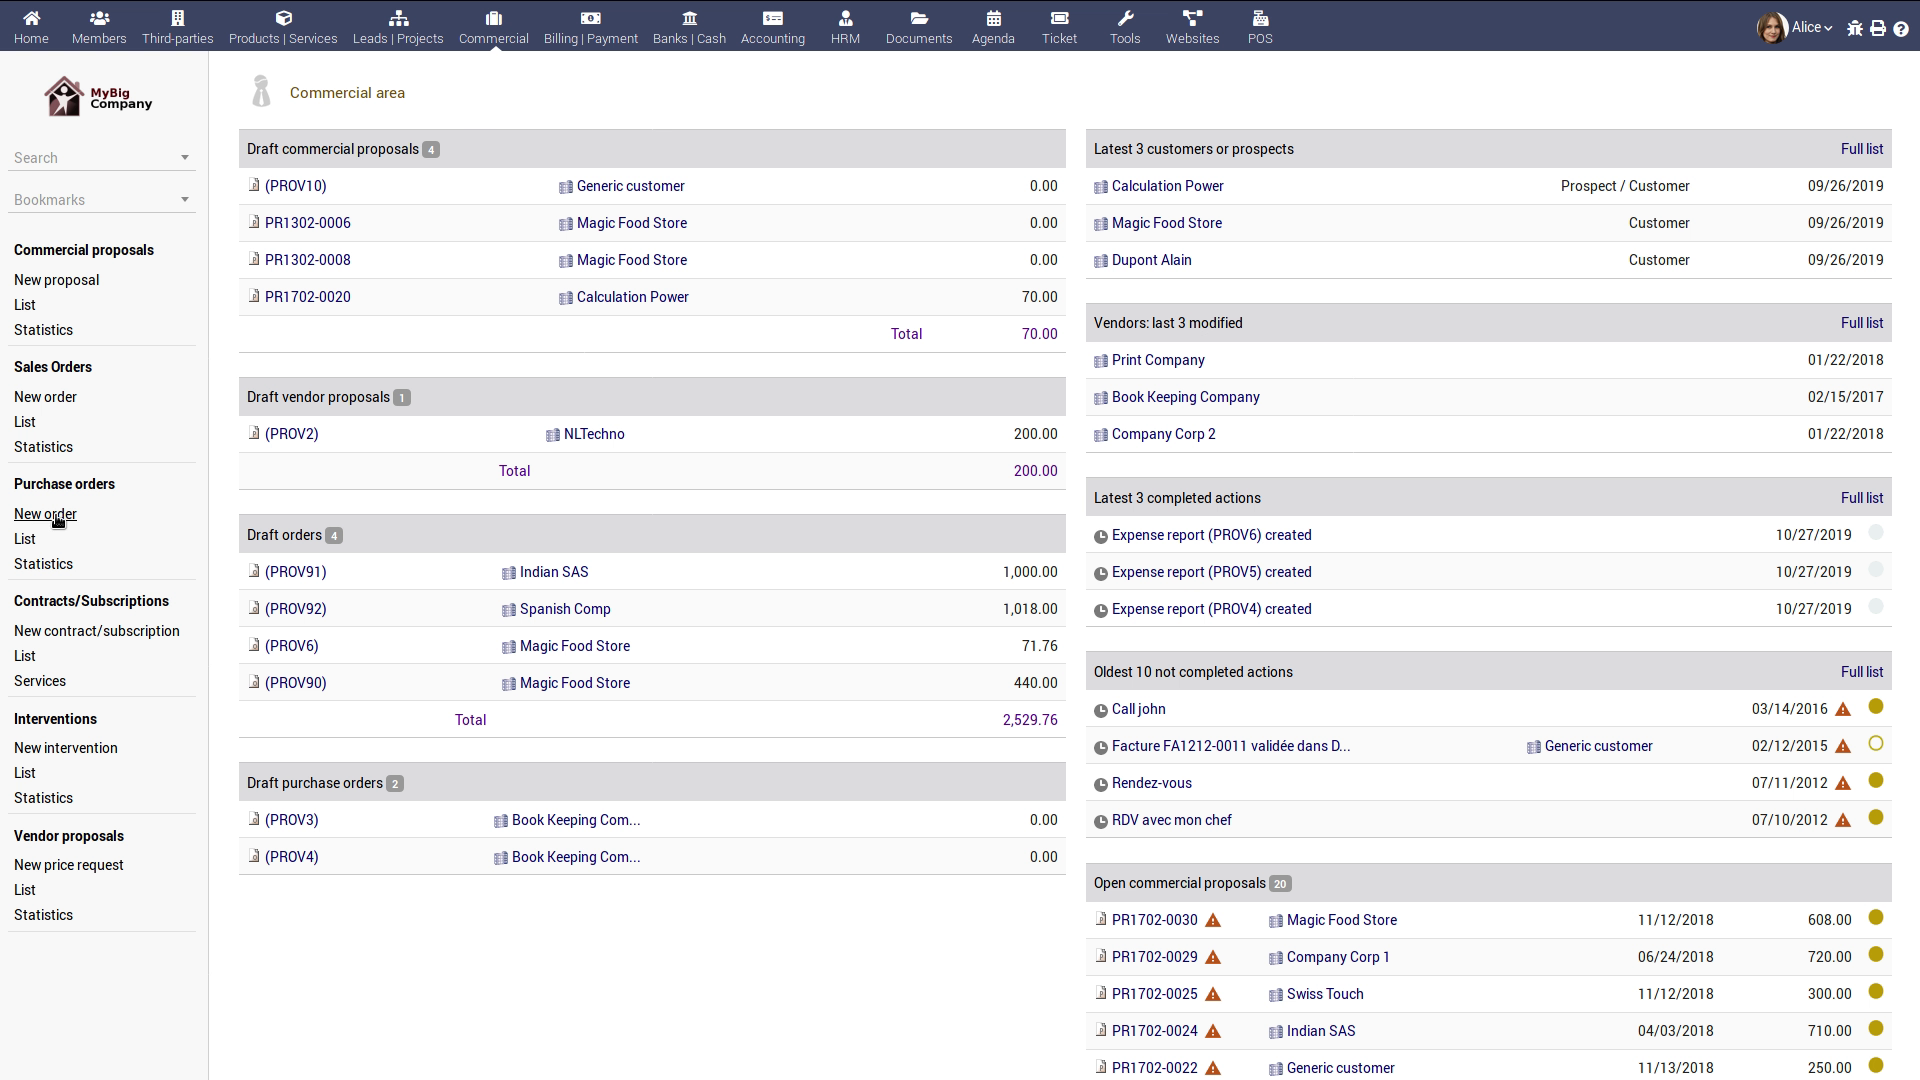 Home Members Third-parties Products | Services Leads | Projects Commercial Billing | Payment Banks | Cash Accounting HRM Documents Agenda Ticket Tools Websites POS Alice
MyBig
Company
Search
Bookmarks
Commercial proposals
New proposal
List
Statistics
Sales Orders
New order
List
Statistics
Purchase orders
New order
List
Statistics
Contracts/Subscriptions
New contract/subscription
List
Services
Interventions
New intervention
List
Statistics
Vendor proposals
New price request
List
Statistics
Commercial area
Draft commercial proposals 4
(PROV10) Generic customer 0.00
PR1302-0006 Magic Food Store 0.00
PR1302-0008 Magic Food Store 0.00
PR1702-0020 Calculation Power 70.00
Total 70.00
Draft vendor proposals 1
(PROV2) NLTechno 200.00
Total 200.00
Draft orders 4
(PROV91) Indian SAS 1,000.00
(PROV92) Spanish Comp 1,018.00
(PROV6) Magic Food Store 71.76
(PROV90) Magic Food Store 440.00
Total 2,529.76
Draft purchase orders 2
(PROV3) Book Keeping Com... 0.00
(PROV4) Book Keeping Com... 0.00
Latest 3 customers or prospects Full list
Calculation Power Prospect / Customer 09/26/2019
Magic Food Store Customer 09/26/2019
Dupont Alain Customer 09/26/2019
Vendors: last 3 modified Full list
Print Company 01/22/2018
Book Keeping Company 02/15/2017
Company Corp 2 01/22/2018
Latest 3 completed actions Full list
Expense report (PROV6) created 10/27/2019
Expense report (PROV5) created 10/27/2019
Expense report (PROV4) created 10/27/2019
Oldest 10 not completed actions Full list
Call john 03/14/2016
Facture FA1212-0011 validée dans D... Generic customer 02/12/2015
Rendez-vous 07/11/2012
RDV avec mon chef 07/10/2012
Open commercial proposals 20
PR1702-0030 Magic Food Store 11/12/2018 608.00
PR1702-0029 Company Corp 1 06/24/2018 720.00
PR1702-0025 Swiss Touch 11/12/2018 300.00
PR1702-0024 Indian SAS 04/03/2018 710.00
PR1702-0022 Generic customer 11/13/2018 250.00